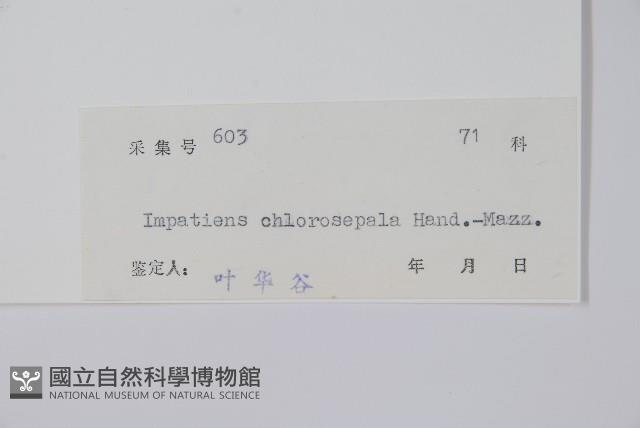 采集号 603 71 科
Impatiens chlorosepala Hand.-Mazz.
鉴定人: 叶华谷 年 月 日
國立自然科學博物館
NATIONAL MUSEUM OF NATURAL SCIENCE